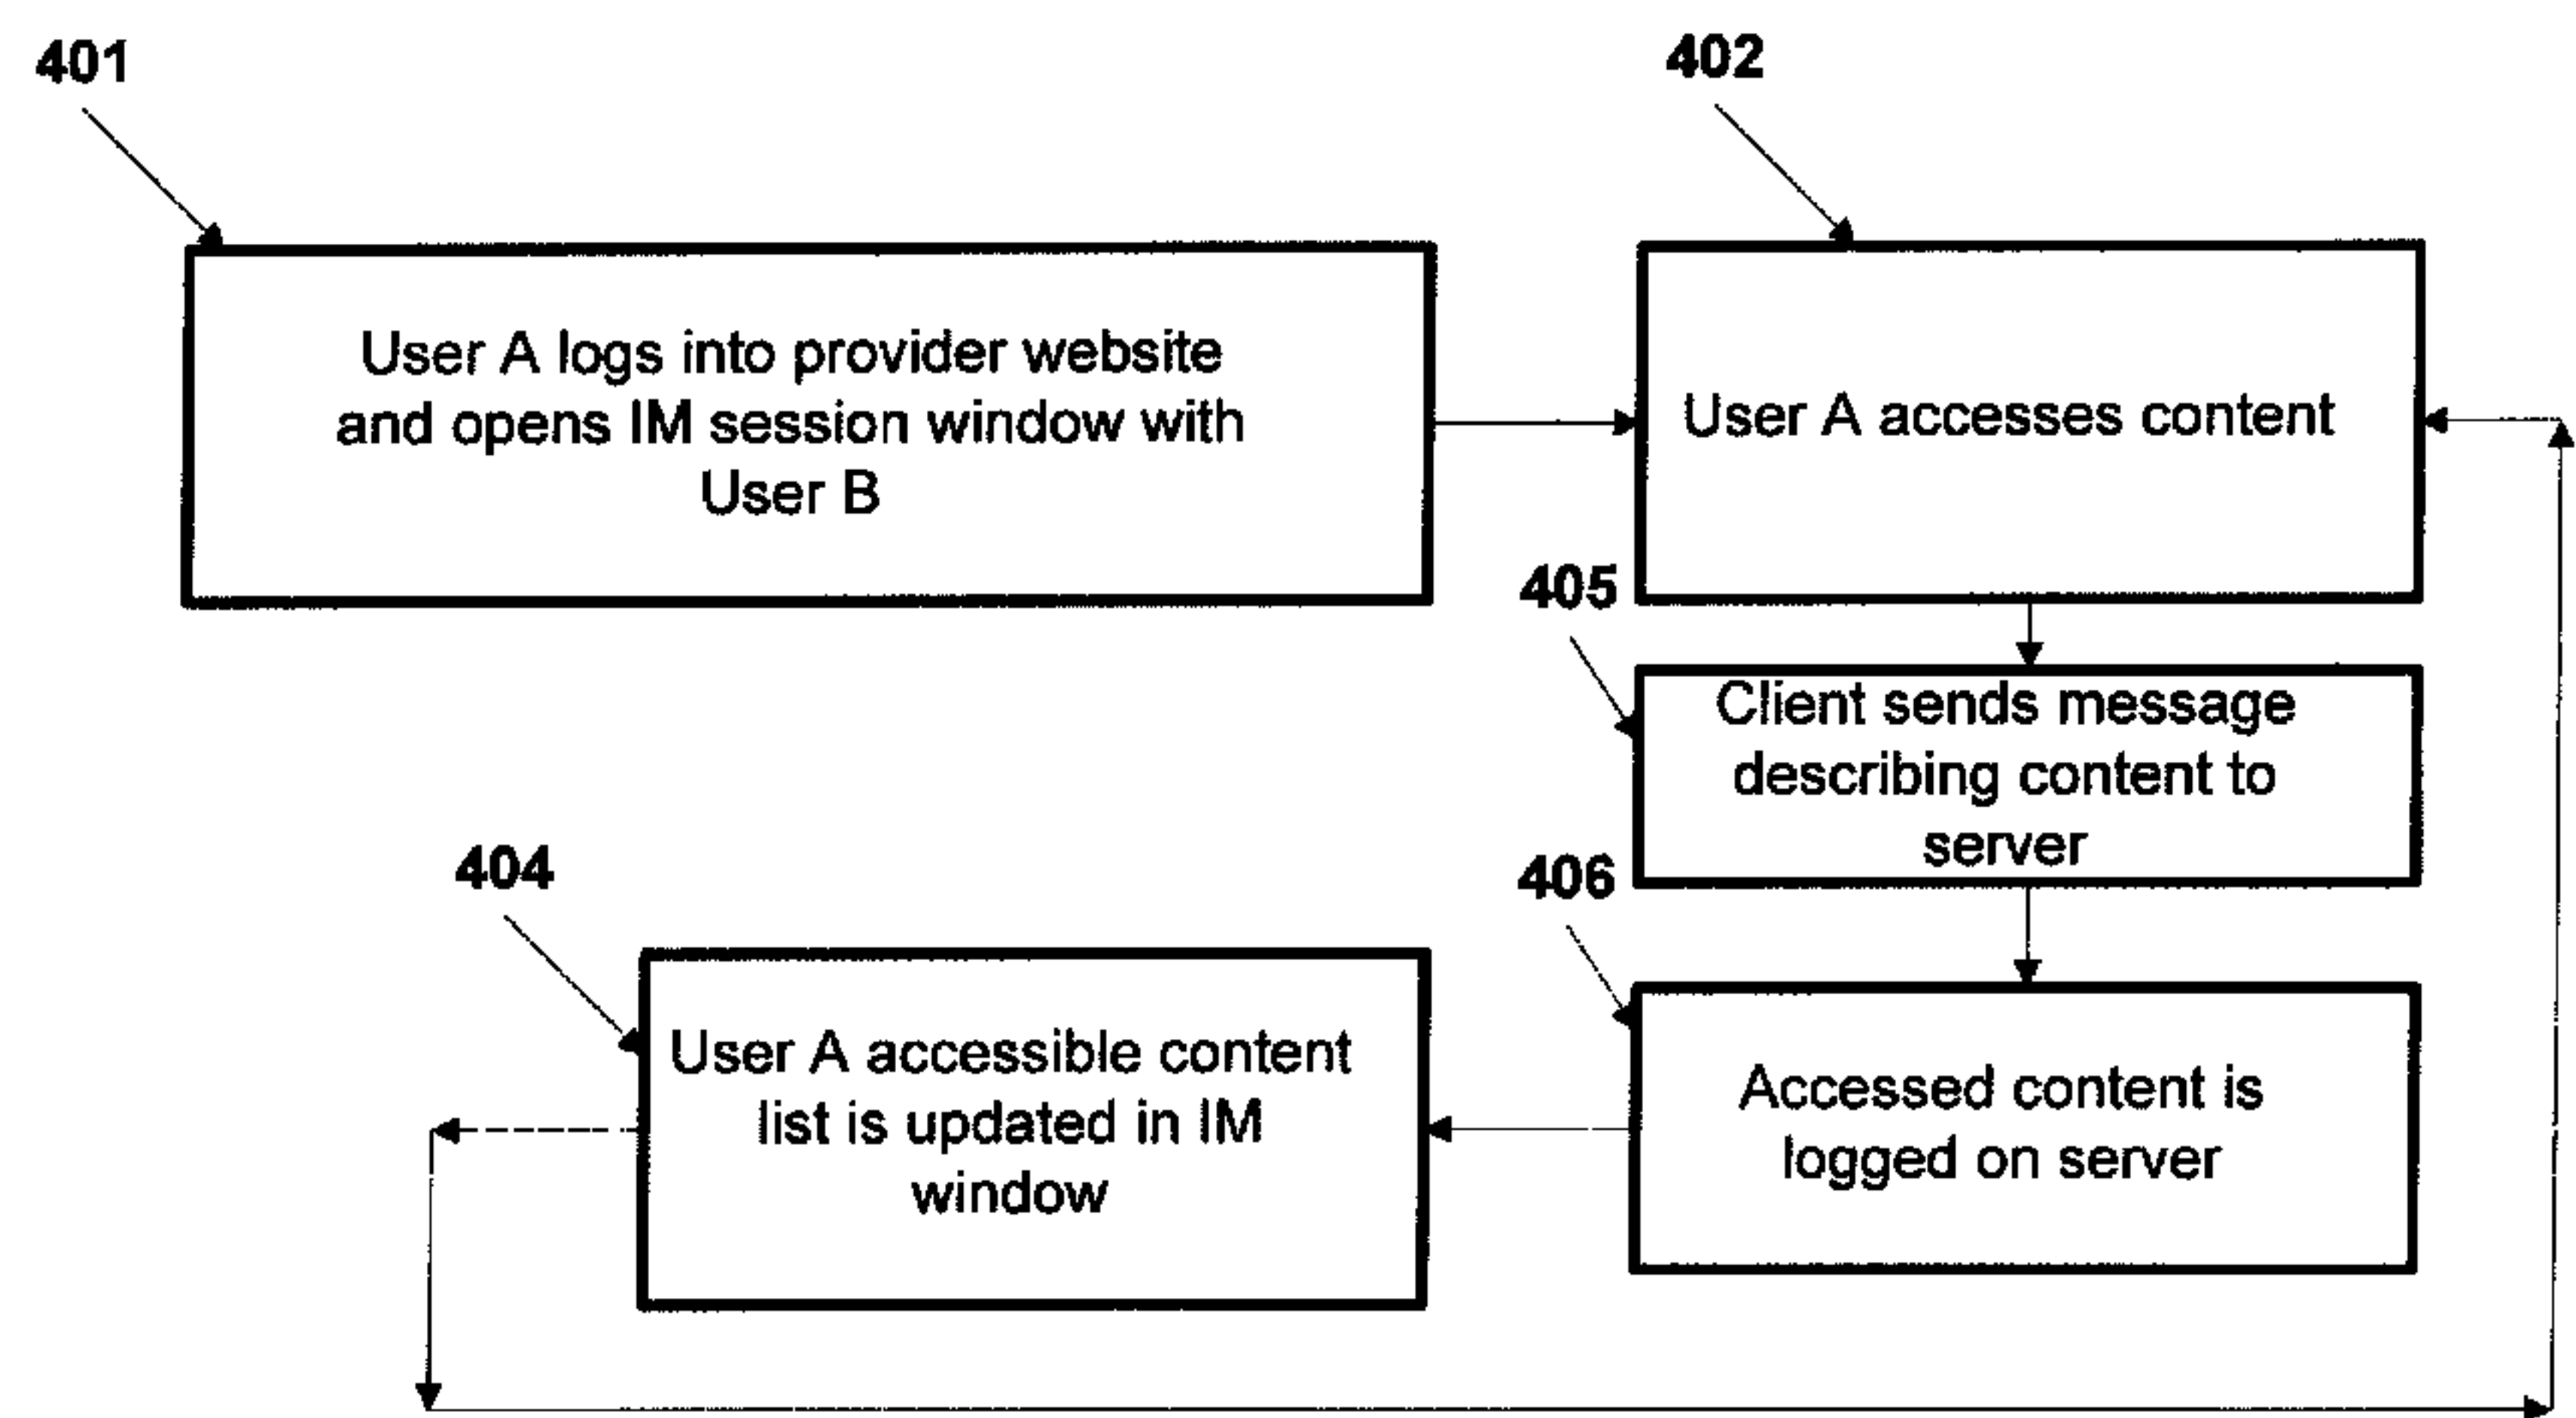 401
402
User A logs into provider website
and opens IM session window with
User B
User A accesses content
405
Client sends message
describing content to
server
404
406
User A accessible content
list is updated in IM
window
Accessed content is
logged on server